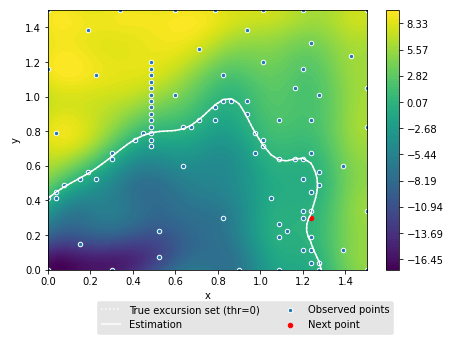 1.4
1.2
1.0
0.8
0.6
0.4
0.2
0.0
y
0.0 0.2 0.4 0.6 0.8 1.0 1.2 1.4
x
8.33
5.57
2.82
0.07
-2.68
-5.44
-8.19
-10.94
-13.69
-16.45
True excursion set (thr=0)
Estimation
Observed points
Next point